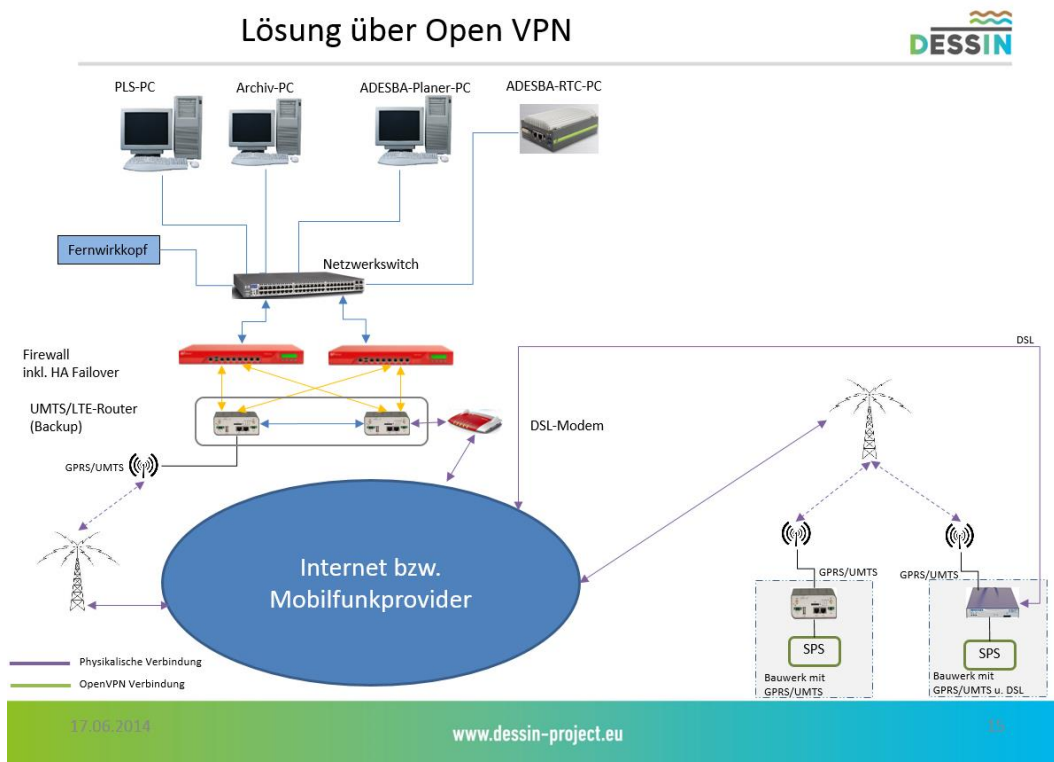 Lösung über Open VPN
DESSIN
PLS-PC
Archiv-PC
ADESBA-Planer-PC
ADESBA-RTC-PC
Fernwirkkopf
Netzwerkswitch
Firewall
inkl. HA Failover
UMTS/LTE-Router
(Backup)
DSL-Modem
DSL
GPRS/UMTS
Internet bzw.
Mobilfunkprovider
GPRS/UMTS
GPRS/UMTS
SPS
SPS
Bauwerk mit
GPRS/UMTS
Bauwerk mit
GPRS/UMTS u. DSL
Physikalische Verbindung
OpenVPN Verbindung
17.06.2014
www.dessin-project.eu
15